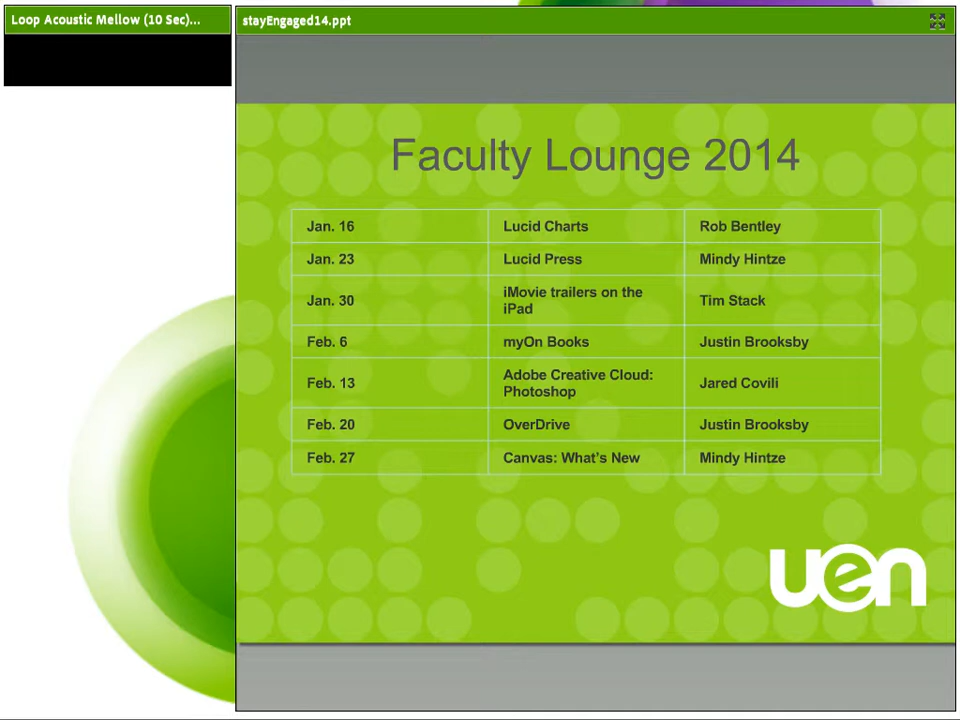 Loop Acoustic Mellow (10 Sec)...
stayEngaged14.ppt
Faculty Lounge 2014
Jan. 16 Lucid Charts Rob Bentley
Jan. 23 Lucid Press Mindy Hintze
Jan. 30 iMovie trailers on the iPad Tim Stack
Feb. 6 myOn Books Justin Brooksby
Feb. 13 Adobe Creative Cloud: Photoshop Jared Covili
Feb. 20 OverDrive Justin Brooksby
Feb. 27 Canvas: What's New Mindy Hintze
uen